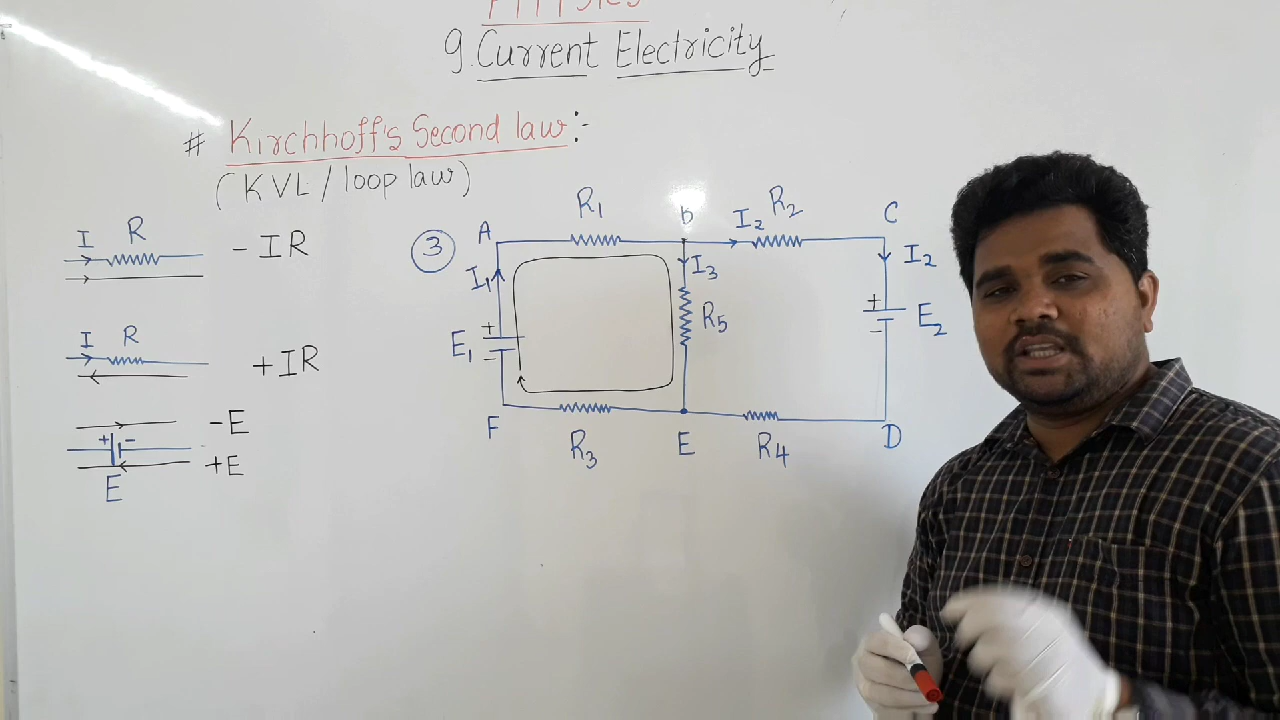 Physics
9. Current Electricity
# Kirchhoff's Second law :-
(KVL / loop law)
I R - IR
I R + IR
+ - - E
+ E
E
3
A R1 B I2 R2 C
I1 I3 I2
+ R5 +
E1 E2
- -
F R3 E R4 D